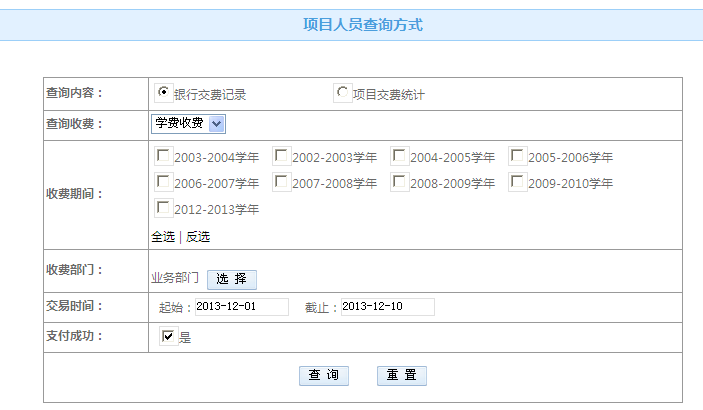 项目人员查询方式
查询内容： 银行交费记录 项目交费统计
查询收费： 学费收费
收费期间： 2003-2004学年 2002-2003学年 2004-2005学年 2005-2006学年
2006-2007学年 2007-2008学年 2008-2009学年 2009-2010学年
2012-2013学年
全选 | 反选
收费部门： 业务部门 选 择
交易时间： 起始：2013-12-01 截止：2013-12-10
支付成功： 是
查 询 重 置